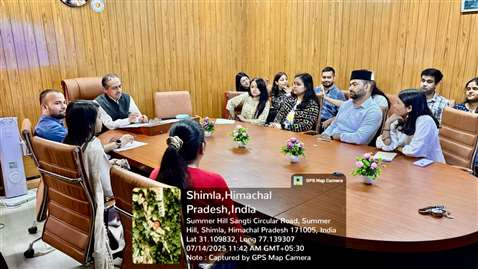 GPS Map Camera
Shimla,Himachal
Pradesh,India
Summer Hill Sangti Circular Road, Summer
Hill, Shimla, Himachal Pradesh 171005, India
Lat 31.109832, Long 77.139307
07/14/2025 11:42 AM GMT+05:30
Note : Captured by GPS Map Camera